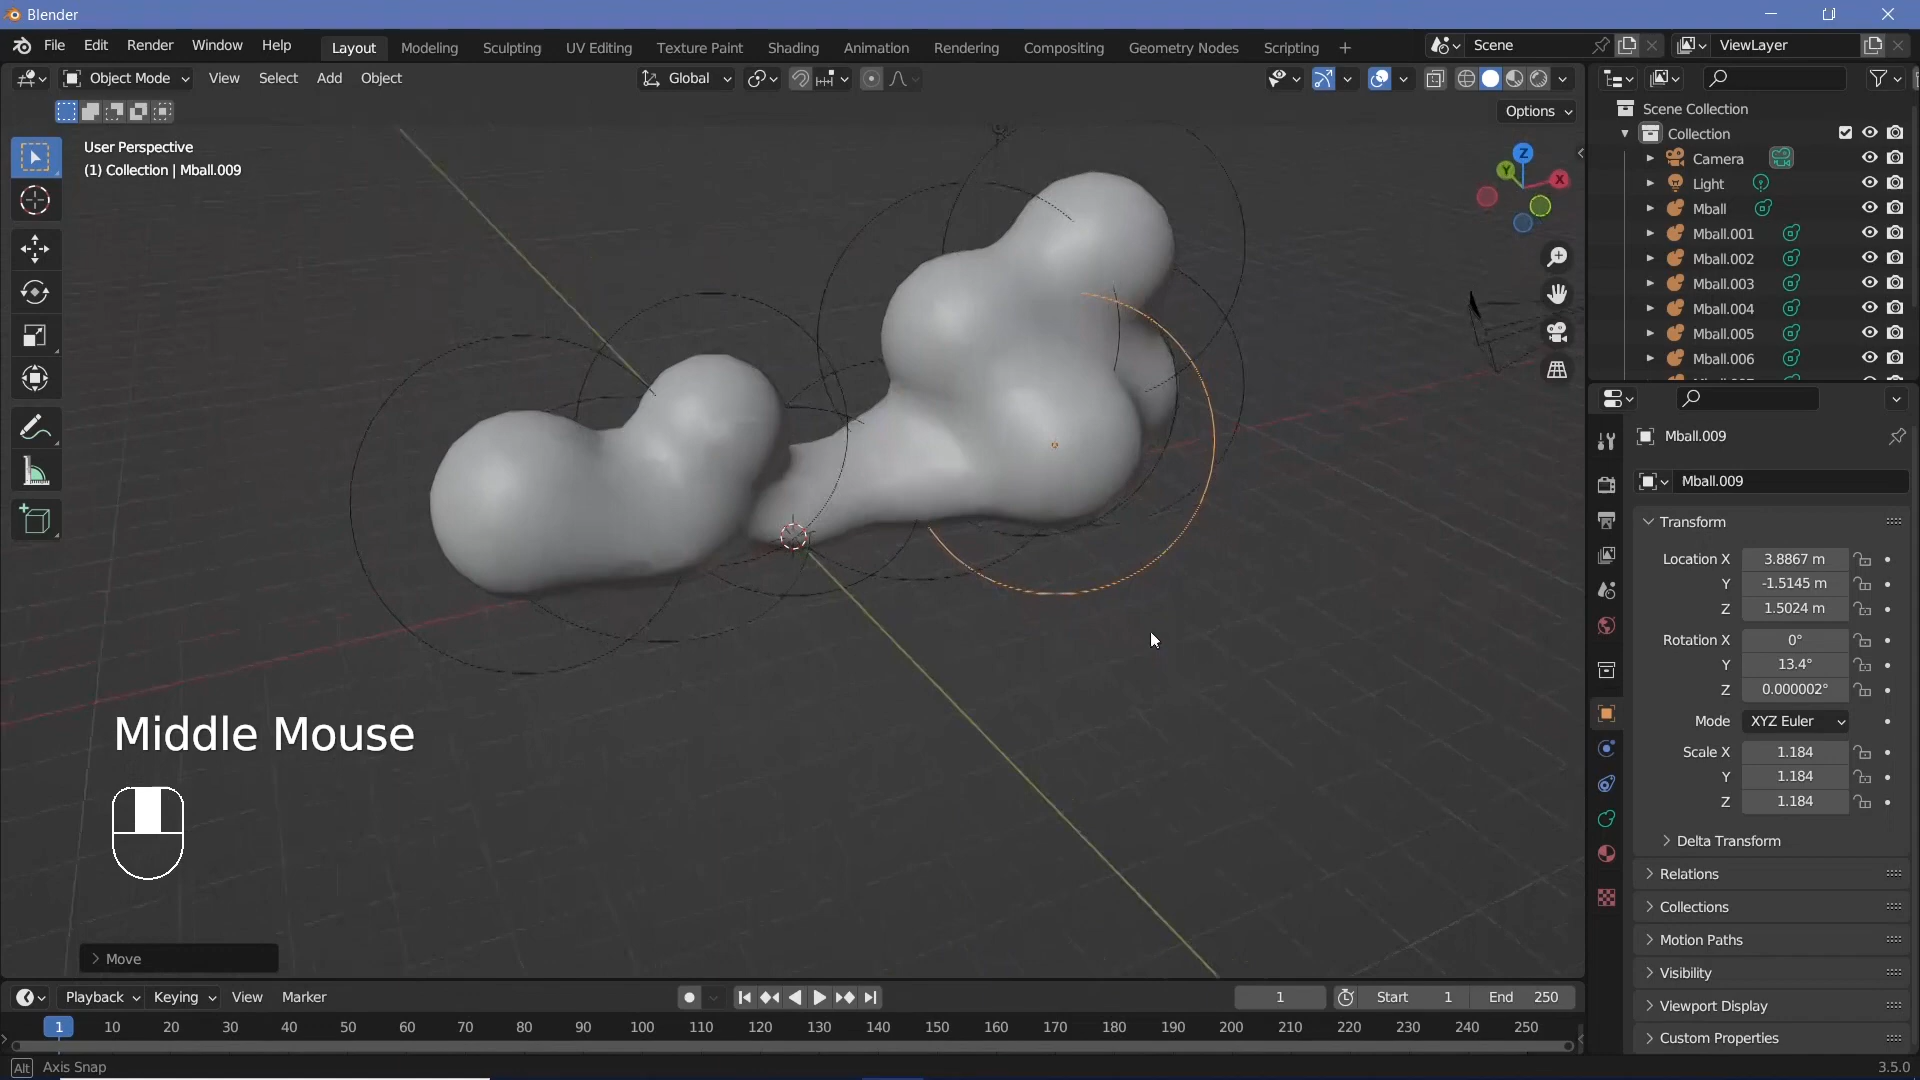 Blender
File Edit Render Window Help Layout Modeling Sculpting UV Editing Texture Paint Shading Animation Rendering Compositing Geometry Nodes Scripting + Scene ViewLayer
Object Mode View Select Add Object Global
Options
User Perspective
(1) Collection | Mball.009
Z
Y
X
Scene Collection
Collection
Camera
Light
Mball
Mball.001
Mball.002
Mball.003
Mball.004
Mball.005
Mball.006
Mball.009
Mball.009
Transform
Location X 3.8867 m
Y -1.5145 m
Z 1.5024 m
Rotation X 0°
Y 13.4°
Z 0.000002°
Mode XYZ Euler
Scale X 1.184
Y 1.184
Z 1.184
Delta Transform
Relations
Collections
Motion Paths
Visibility
Viewport Display
Custom Properties
Middle Mouse
Move
Playback Keying View Marker 1 Start 1 End 250
1 10 20 30 40 50 60 70 80 90 100 110 120 130 140 150 160 170 180 190 200 210 220 230 240 250
Alt Axis Snap 3.5.0